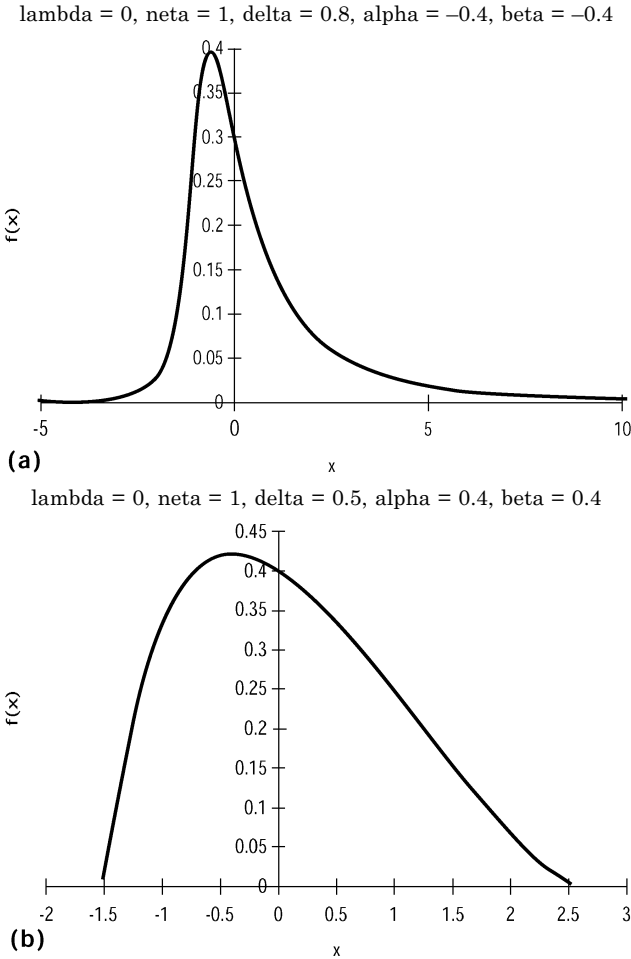 lambda = 0, neta = 1, delta = 0.8, alpha = –0.4, beta = –0.4
0.4
0.35
0.3
0.25
0.2
0.15
0.1
0.05
0
f(x)
-5 0 5 10
(a)
x
lambda = 0, neta = 1, delta = 0.5, alpha = 0.4, beta = 0.4
0.45
0.4
0.35
0.3
0.25
0.2
0.15
0.1
0.05
0
f(x)
-2 -1.5 -1 -0.5 0 0.5 1 1.5 2 2.5 3
(b)
x